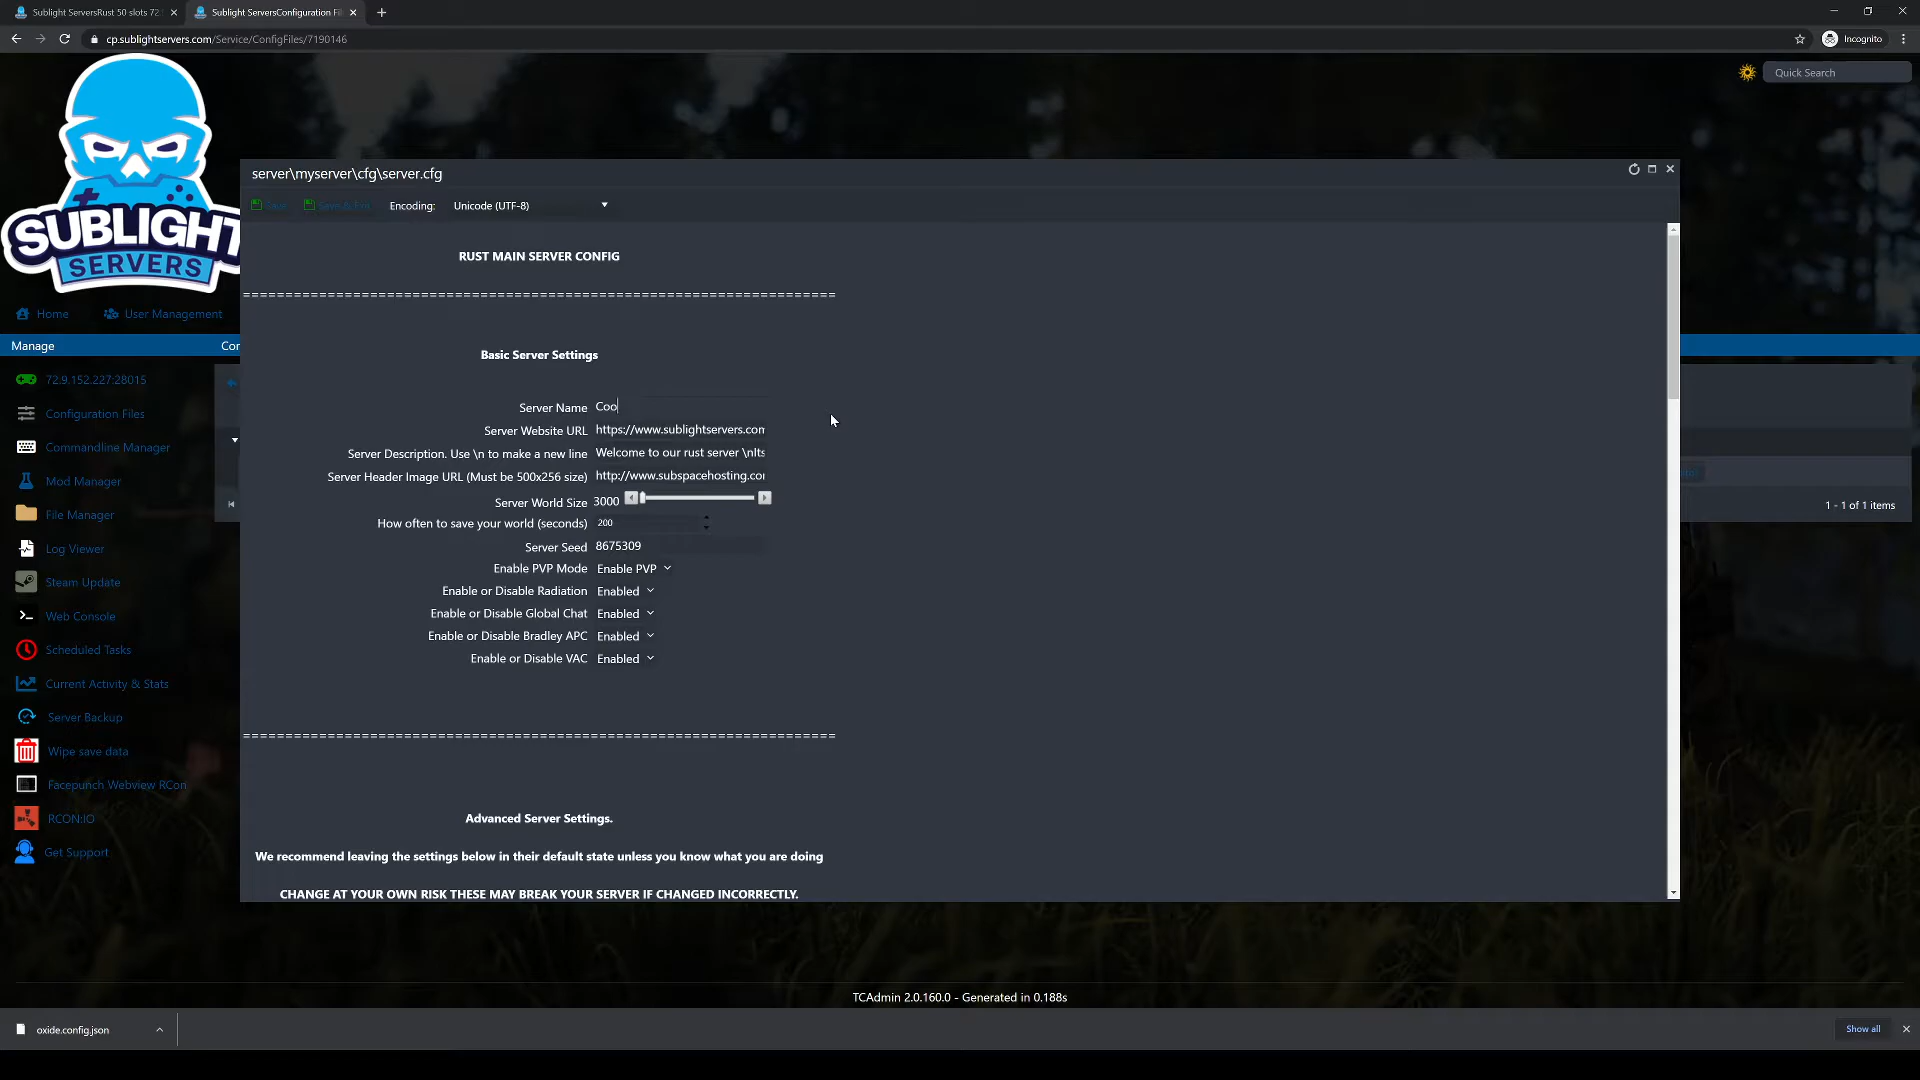 Sublight ServersRust 50 slots 72.
Sublight ServersConfiguration Fil
cp.sublightservers.com/Service/ConfigFiles/7190146
Incognito
Quick Search
SUBLIGHT
SERVERS
server\myserver\cfg\server.cfg
Save
Save & Exit
Encoding:
Unicode (UTF-8)
RUST MAIN SERVER CONFIG
Home
User Management
Manage
Cor
Basic Server Settings
72.9.152.227:28015
Configuration Files
Commandline Manager
Mod Manager
File Manager
Log Viewer
Steam Update
Web Console
Scheduled Tasks
Current Activity & Stats
Server Backup
Wipe save data
Facepunch Webview RCon
RCON:IO
Get Support
Server Name Coo
Server Website URL https://www.sublightservers.com
Server Description. Use \n to make a new line Welcome to our rust server \nIts
Server Header Image URL (Must be 500x256 size) http://www.subspacehosting.co
Server World Size 3000
How often to save your world (seconds) 200
Server Seed 8675309
Enable PVP Mode Enable PVP
Enable or Disable Radiation Enabled
Enable or Disable Global Chat Enabled
Enable or Disable Bradley APC Enabled
Enable or Disable VAC Enabled
1 - 1 of 1 items
Advanced Server Settings.
We recommend leaving the settings below in their default state unless you know what you are doing
CHANGE AT YOUR OWN RISK THESE MAY BREAK YOUR SERVER IF CHANGED INCORRECTLY.
TCAdmin 2.0.160.0 - Generated in 0.188s
oxide.config.json
Show all